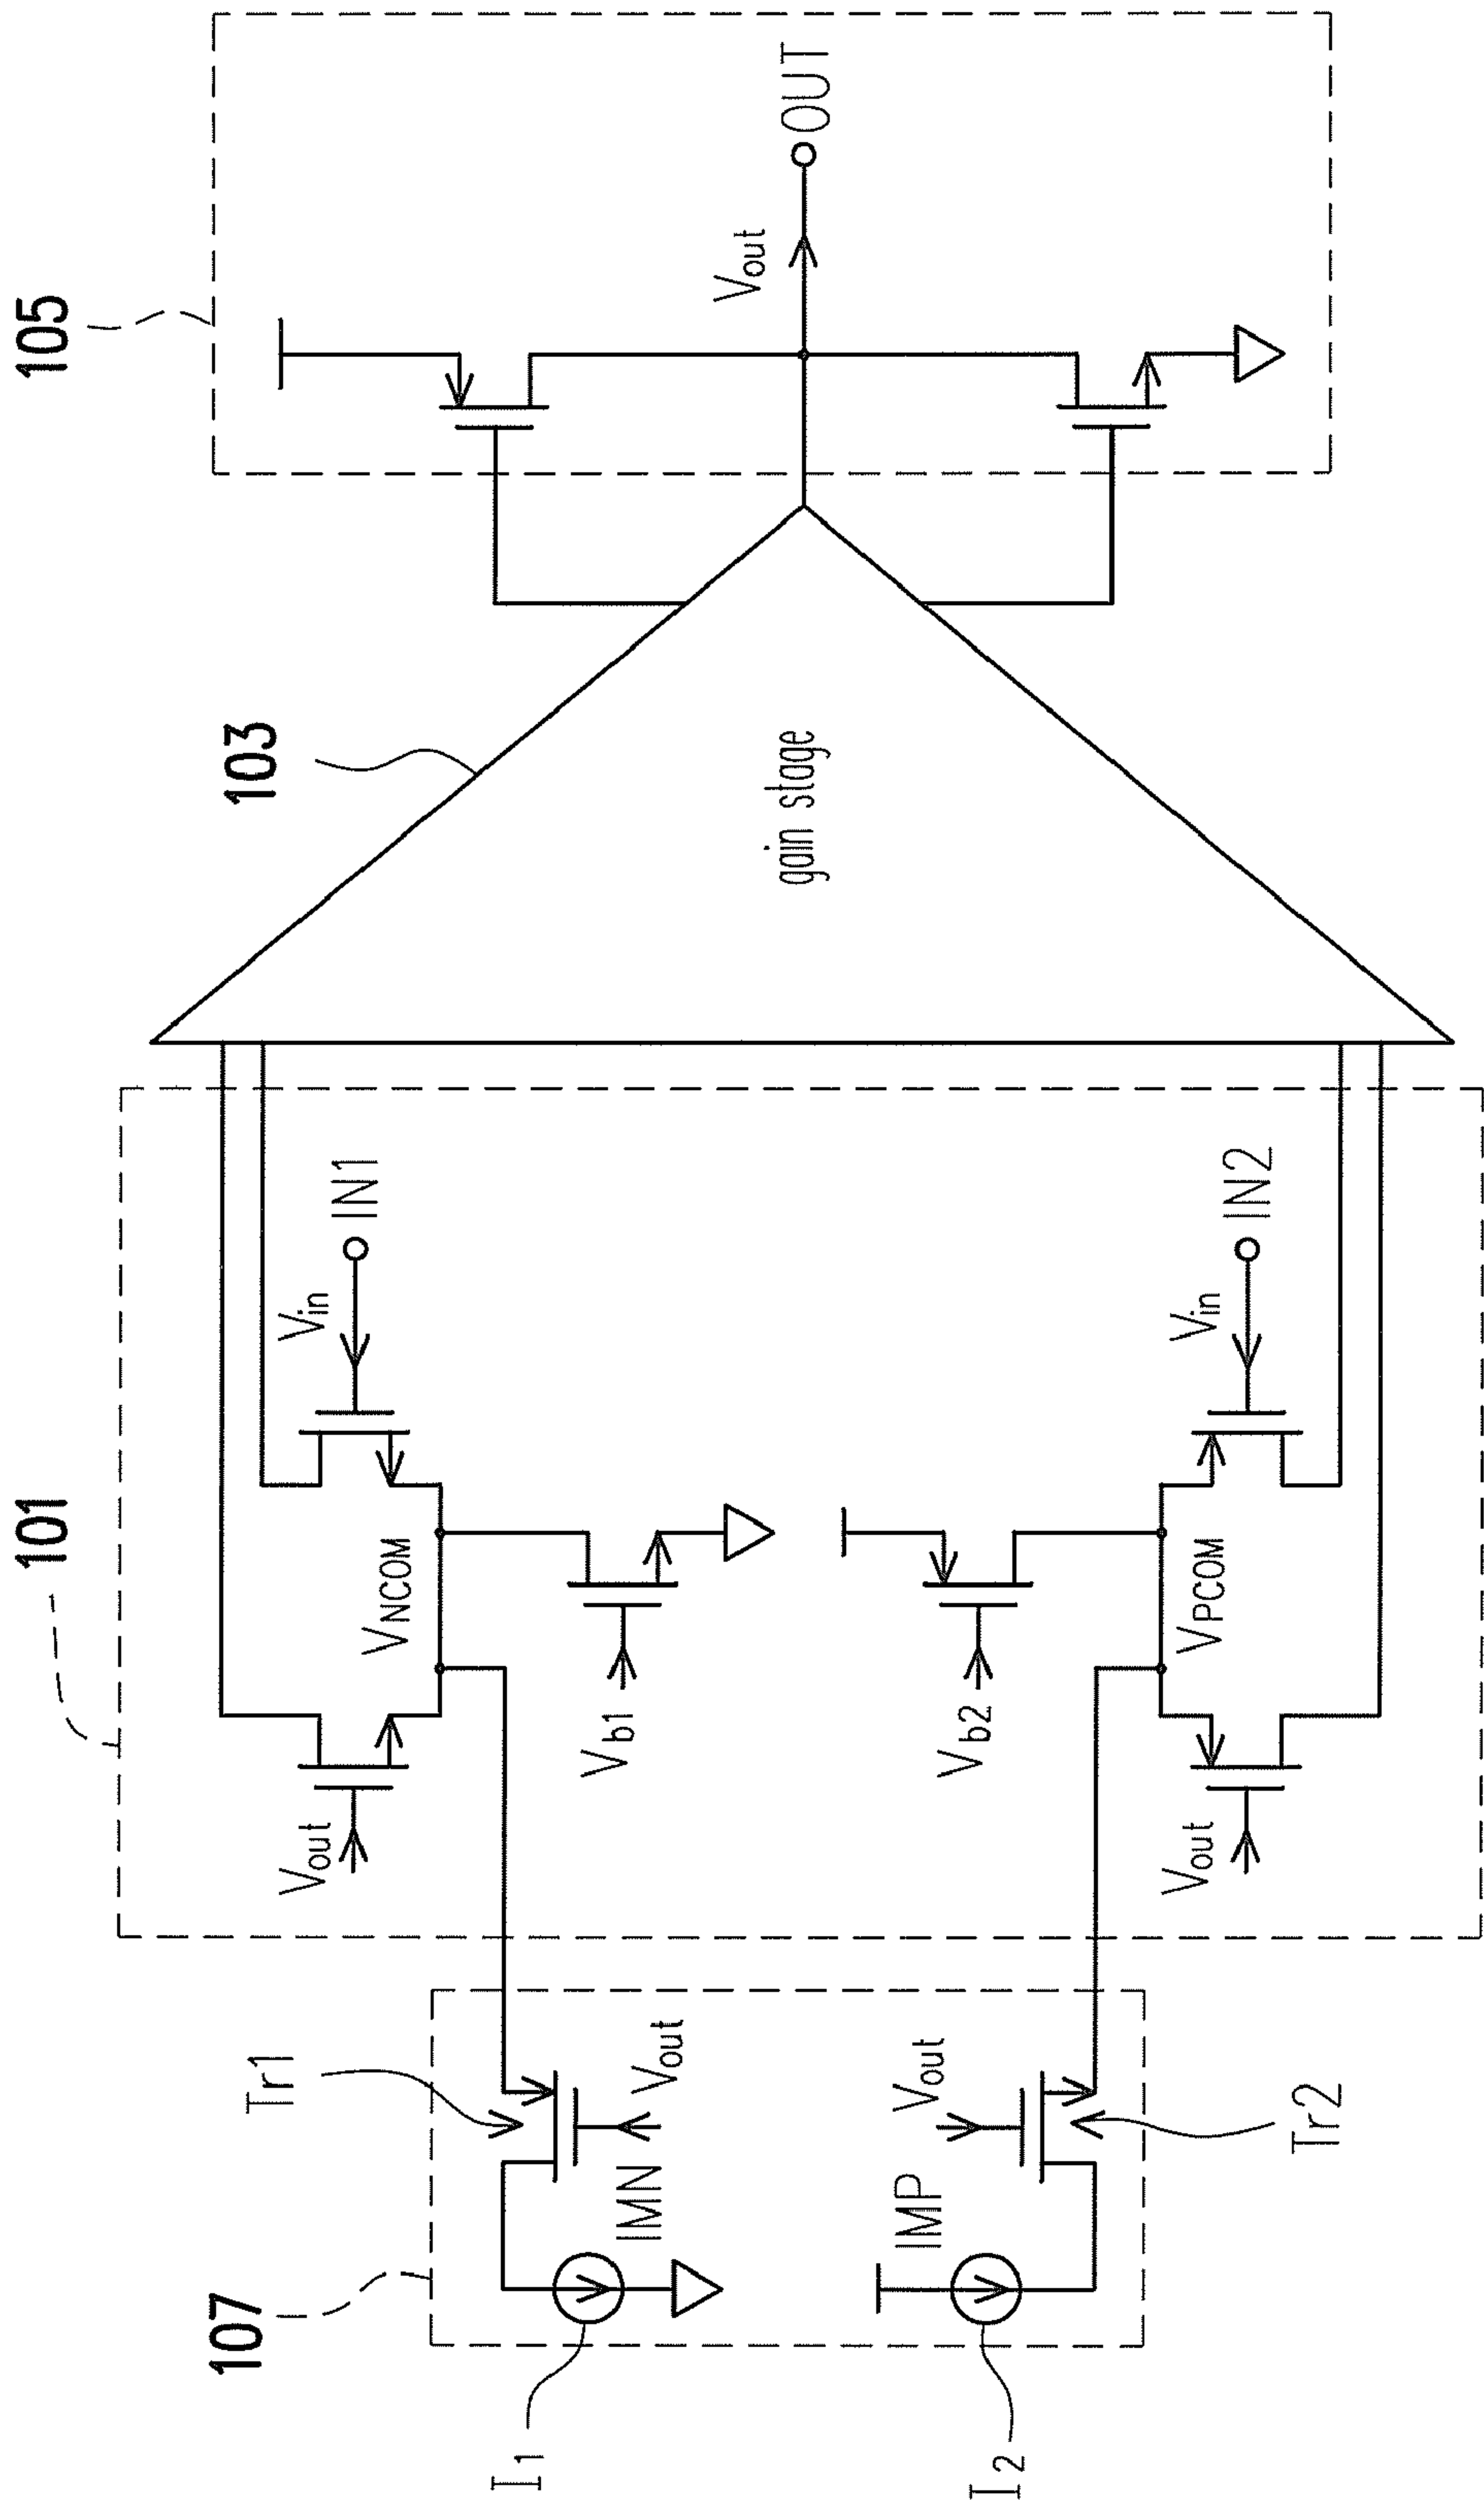 107
I1
IMN
Tr1
Vout
I2
IMP
Vout
Tr2
101
Vout
VNCOM
Vin
IN1
Vb1
Vb2
Vout
VPCOM
Vin
IN2
103
gain stage
105
Vout
OUT